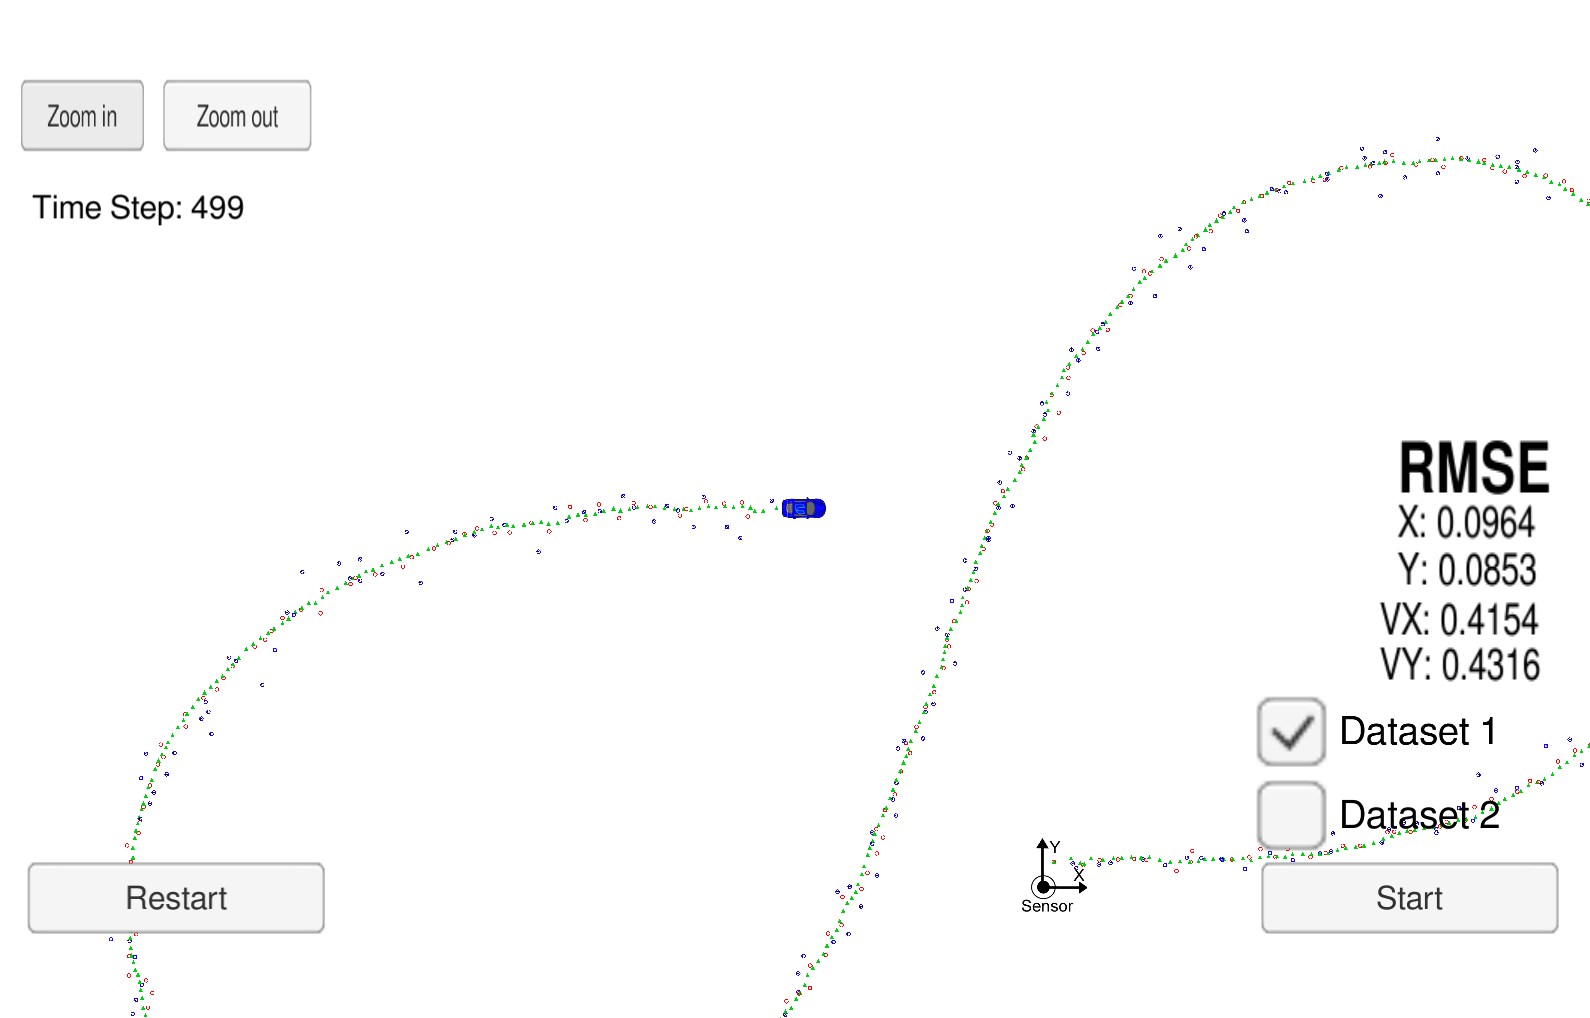 Zoom in
Zoom out
Time Step: 499
RMSE
X: 0.0964
Y: 0.0853
VX: 0.4154
VY: 0.4316
Dataset 1
Dataset 2
Y
X
Sensor
Restart
Start